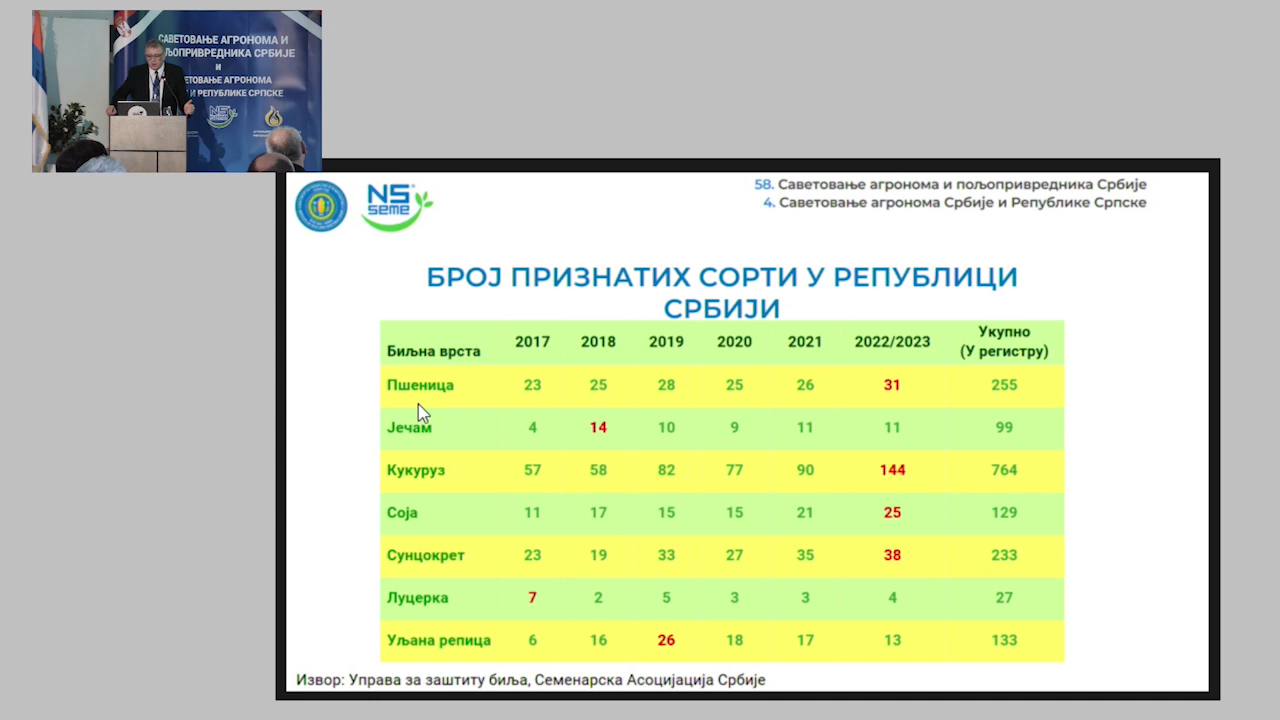 САВЕТОВАЊЕ АГРОНОМА И
ПОЉОПРИВРЕДНИКА СРБИЈЕ
и
САВЕТОВАЊЕ АГРОНОМА
И РЕПУБЛИКЕ СРПСКЕ
NS
NS
seme
58. Саветовање агронома и пољопривредника Србије
4. Саветовање агронома Србије и Републике Српске
БРОЈ ПРИЗНАТИХ СОРТИ У РЕПУБЛИЦИ
СРБИЈИ
Биљна врста 2017 2018 2019 2020 2021 2022/2023 Укупно (У регистру)
Пшеница 23 25 28 25 26 31 255
Јечам 4 14 10 9 11 11 99
Кукуруз 57 58 82 77 90 144 764
Соја 11 17 15 15 21 25 129
Сунцокрет 23 19 33 27 35 38 233
Луцерка 7 2 5 3 3 4 27
Уљана репица 6 16 26 18 17 13 133
Извор: Управа за заштиту биља, Семенарска Асоцијација Србије